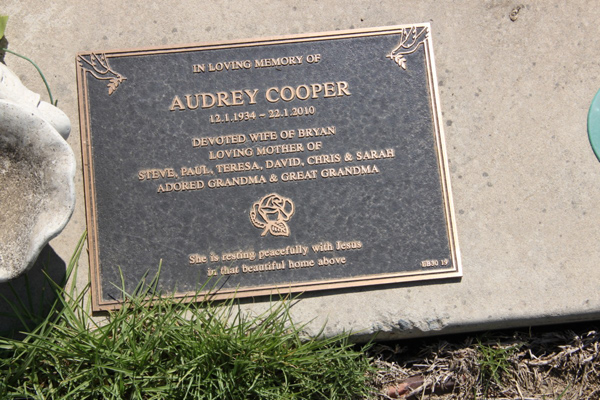 IN LOVING MEMORY OF
AUDREY COOPER
12.1.1934 – 22.1.2010
DEVOTED WIFE OF BRYAN
LOVING MOTHER OF
STEVE, PAUL, TERESA, DAVID, CHRIS & SARAH
ADORED GRANDMA & GREAT GRANDMA
She is resting peacefully with Jesus
in that beautiful home above